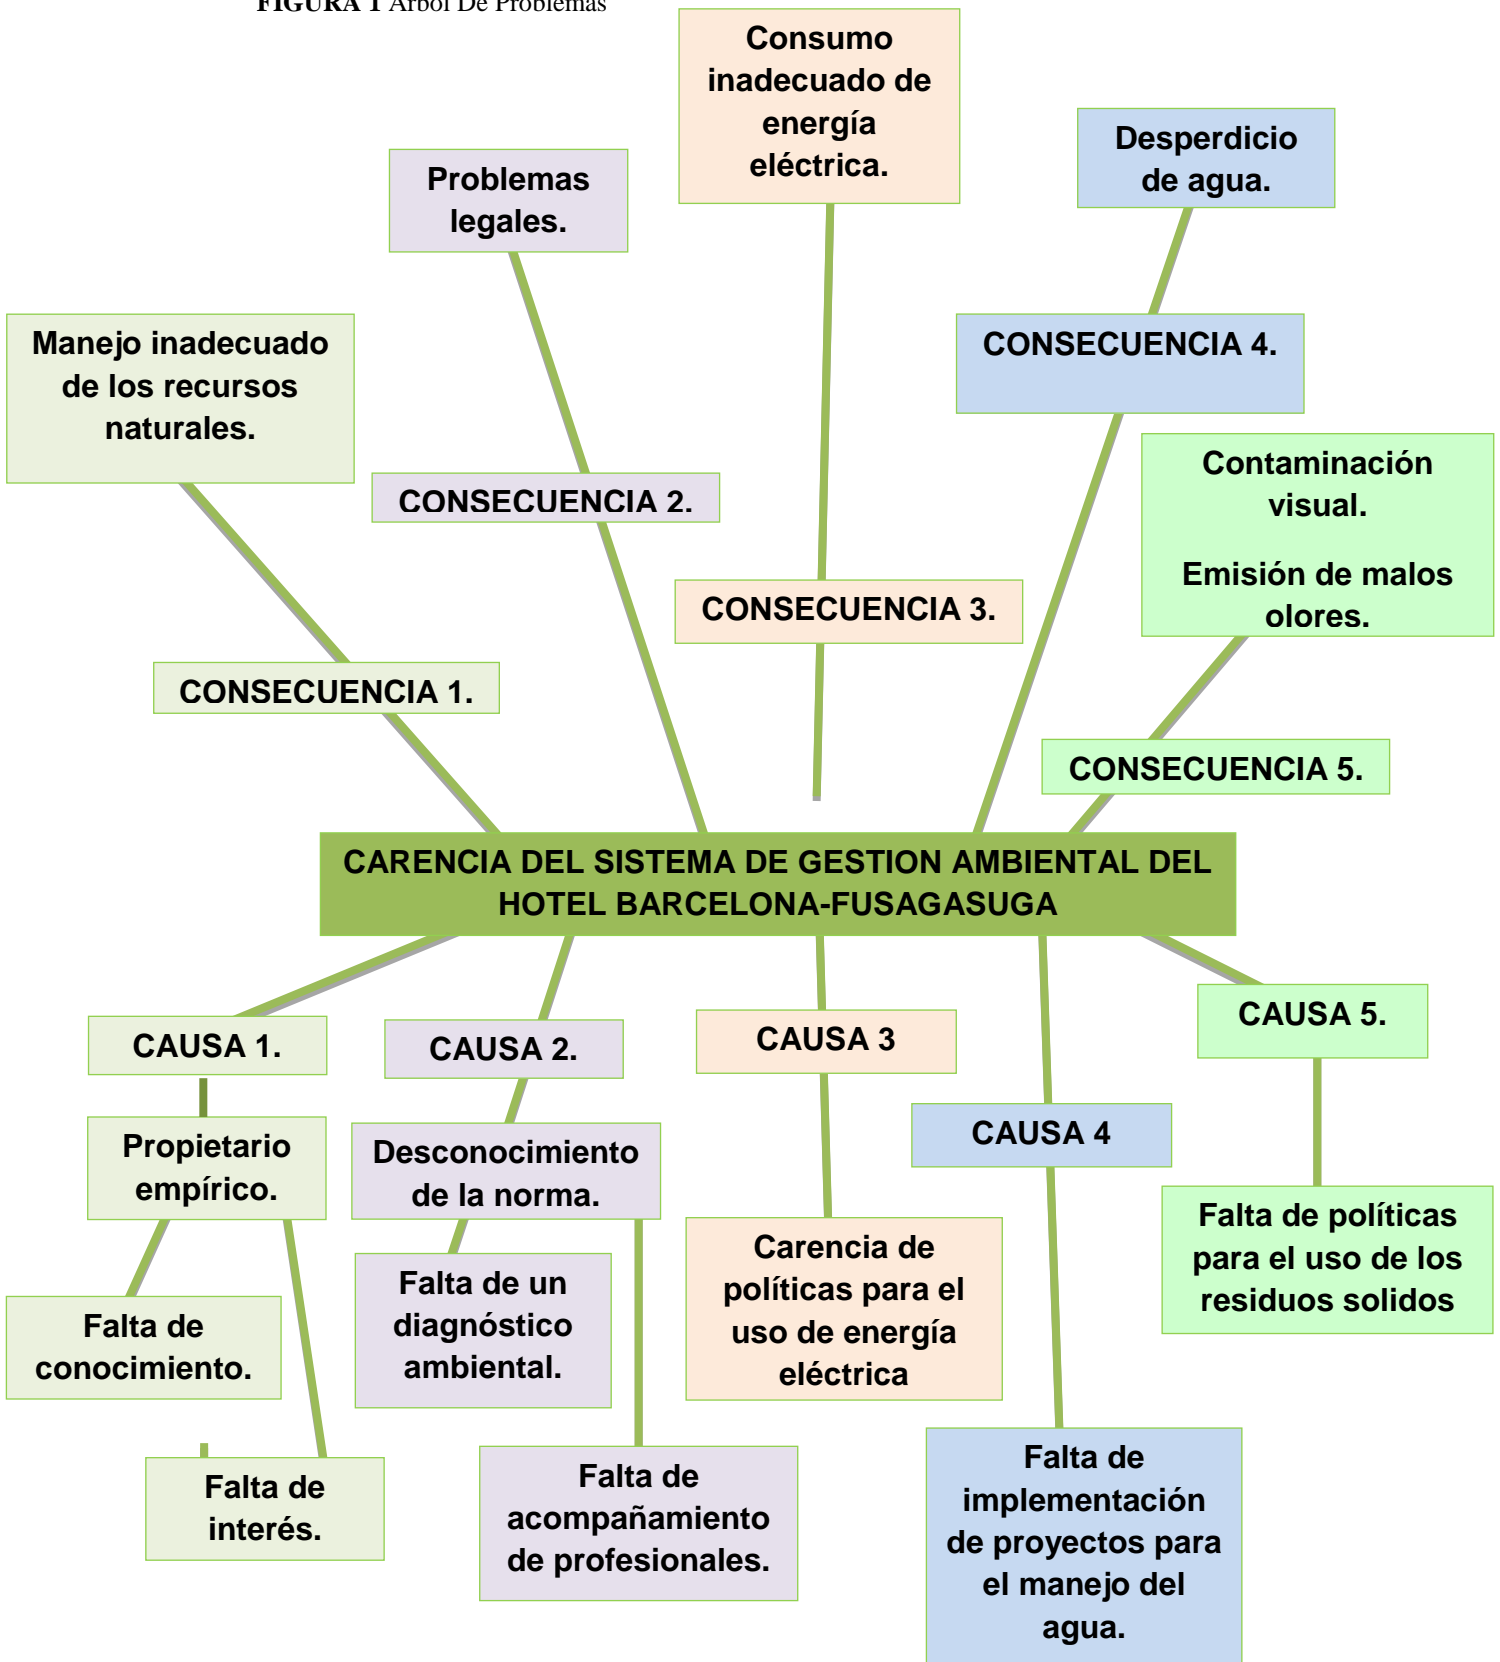 FIGURA 1 Árbol De Problemas
Consumo
inadecuado de
energía
eléctrica.
Desperdicio
de agua.
Problemas
legales.
Manejo inadecuado
de los recursos
naturales.
CONSECUENCIA 4.
Contaminación
visual.
Emisión de malos
olores.
CONSECUENCIA 2.
CONSECUENCIA 3.
CONSECUENCIA 1.
CONSECUENCIA 5.
CARENCIA DEL SISTEMA DE GESTION AMBIENTAL DEL
HOTEL BARCELONA-FUSAGASUGA
CAUSA 1.
CAUSA 2.
CAUSA 3
CAUSA 5.
CAUSA 4
Propietario
empírico.
Desconocimiento
de la norma.
Falta de políticas
para el uso de los
residuos solidos
Carencia de
políticas para el
uso de energía
eléctrica
Falta de un
diagnóstico
ambiental.
Falta de
conocimiento.
Falta de
interés.
Falta de
acompañamiento
de profesionales.
Falta de
implementación
de proyectos para
el manejo del
agua.